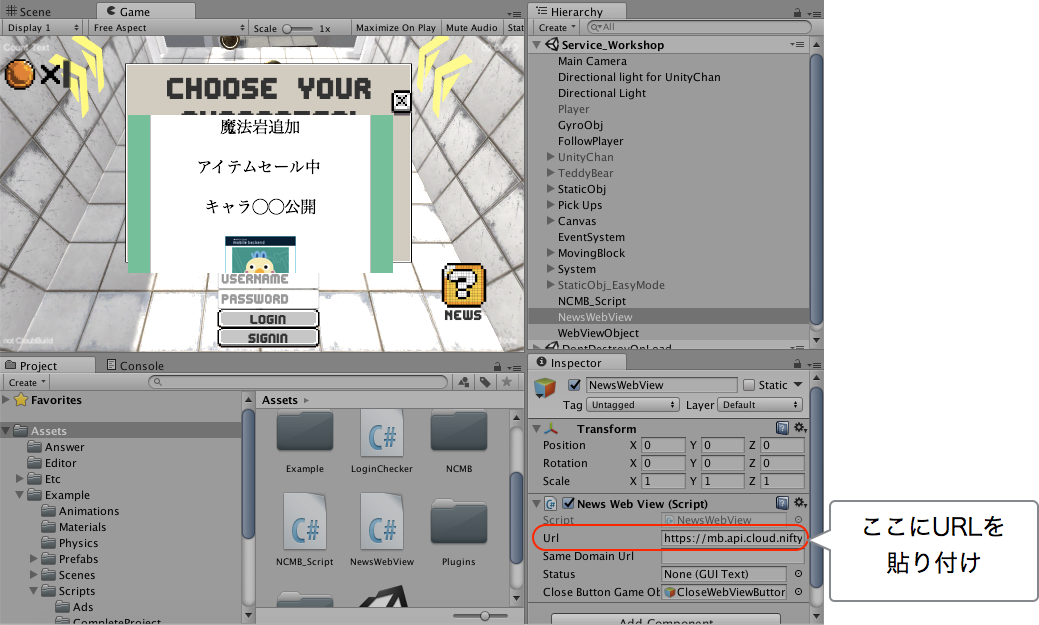 Scene
Game
Display 1
Free Aspect
Scale
1x
Maximize On Play
Mute Audio
Stat
Count Text
CHOOSE YOUR
魔法岩追加
アイテムセール中
キャラ◯◯公開
mobile backend
USERNAME
PASSWORD
LOGIN
SIGNIN
NEWS
not CloudBuild
Hierarchy
Create
All
Service_Workshop
Main Camera
Directional light for UnityChan
Directional Light
Player
GyroObj
FollowPlayer
UnityChan
TeddyBear
StaticObj
Pick Ups
Canvas
EventSystem
MovingBlock
System
StaticObj_EasyMode
NCMB_Script
NewsWebView
WebViewObject
DontDestroyOnLoad
Project
Console
Create
Favorites
Assets
Answer
Editor
Etc
Example
Animations
Materials
Physics
Prefabs
Scenes
Scripts
Ads
CompleteProject
Assets
Example
LoginChecker
NCMB
NCMB_Script
NewsWebView
Plugins
Inspector
NewsWebView
Static
Tag Untagged Layer Default
Transform
Position X 0 Y 0 Z 0
Rotation X 0 Y 0 Z 0
Scale X 1 Y 1 Z 1
News Web View (Script)
Script NewsWebView
Url https://mb.api.cloud.nifty
Same Domain Url
Status None (GUI Text)
Close Button Game Ob CloseWebViewButton
Add Component
ここにURLを
貼り付け